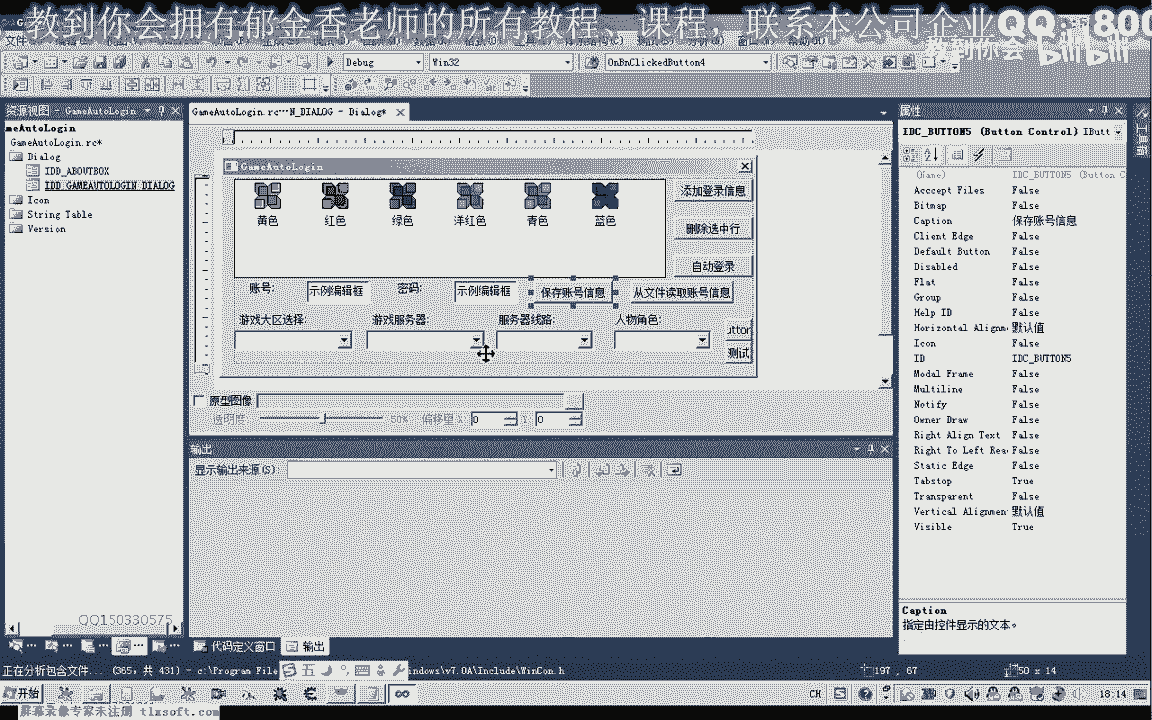 教到你会拥有郁金香老师的所有教程、课程，联系本公司企业QQ：800
教到你会 bilibili
Debug
Win32
OnBnClickedButton4
资源视图 - GameAutoLogin
GameAutoLogin.rc...N_DIALOG - Dialog*
属性
meAutoLogin
GameAutoLogin.rc*
Dialog
IDD_ABOUTBOX
IDD_GAMEAUTOLOGIN_DIALOG
Icon
String Table
Version
GameAutoLogin
黄色
红色
绿色
洋红色
青色
蓝色
添加登录信息
删除选中行
自动登录
账号:
示例编辑框
密码:
示例编辑框
保存账号信息
从文件读取账号信息
游戏大区选择:
游戏服务器:
服务器线路:
人物角色:
utton
测试
原型图像
透明度:
50%
偏移量 X:
0
Y:
0
输出
显示输出来源(S):
IDC_BUTTON5 (Button Control) IButt
(Name) IDC_BUTTON5 (Button C
Accept Files False
Bitmap False
Caption 保存账号信息
Client Edge False
Default Button False
Disabled False
Flat False
Group False
Help ID False
Horizontal Alignm 默认值
Icon False
ID IDC_BUTTON5
Modal Frame False
Multiline False
Notify False
Owner Draw False
Right Align Text False
Right To Left Rea False
Static Edge False
Tabstop True
Transparent False
Vertical Alignmen 默认值
Visible True
Caption
指定由控件显示的文本。
QQ150330575
代码定义窗口
输出
正在分析包含文件... (365，共 431) - c:\Program File
五
indows\v7.0A\Include\WinCon.h
197 , 67
50 x 14
开始
CH
18:14
屏幕录像专家未注册 tlxsoft.com